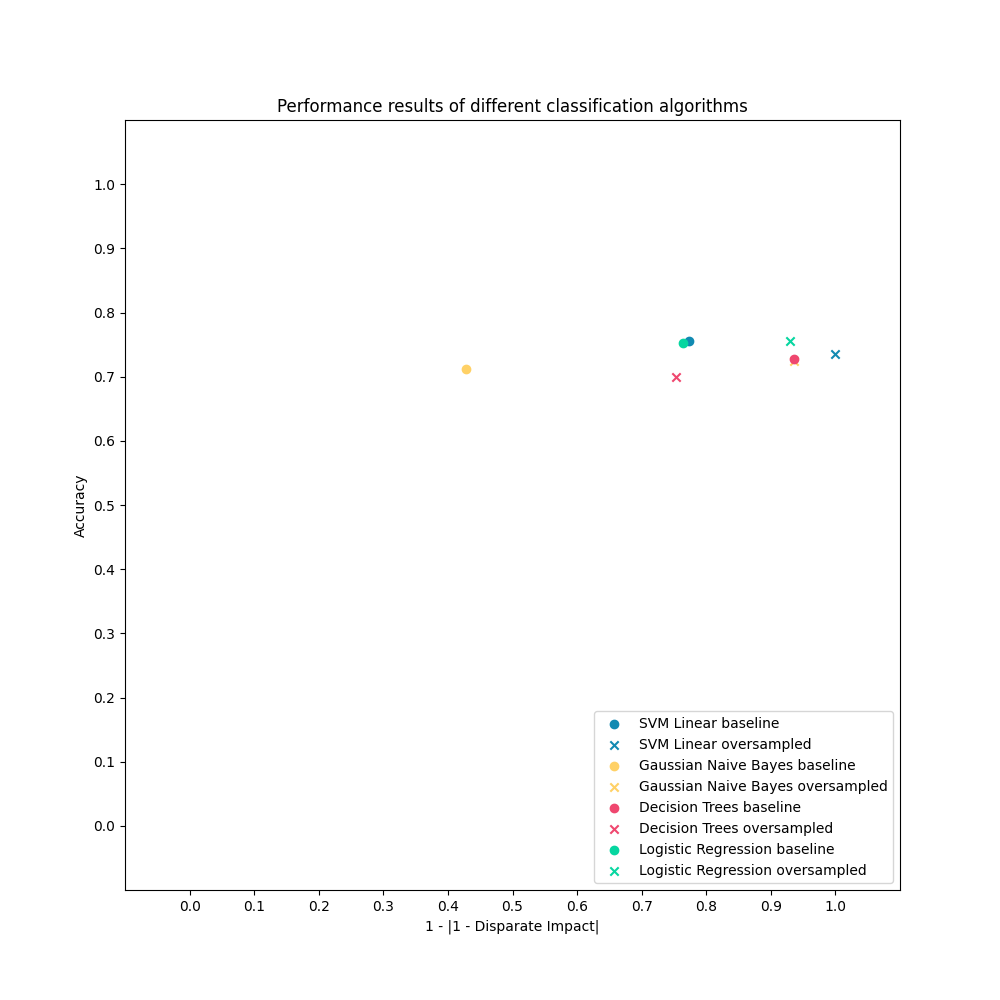 Performance results of different classification algorithms
1.0
0.9
0.8
0.7
0.6
0.5
0.4
0.3
0.2
0.1
0.0
Accuracy
SVM Linear baseline
SVM Linear oversampled
Gaussian Naive Bayes baseline
Gaussian Naive Bayes oversampled
Decision Trees baseline
Decision Trees oversampled
Logistic Regression baseline
Logistic Regression oversampled
0.0 0.1 0.2 0.3 0.4 0.5 0.6 0.7 0.8 0.9 1.0
1 - |1 - Disparate Impact|